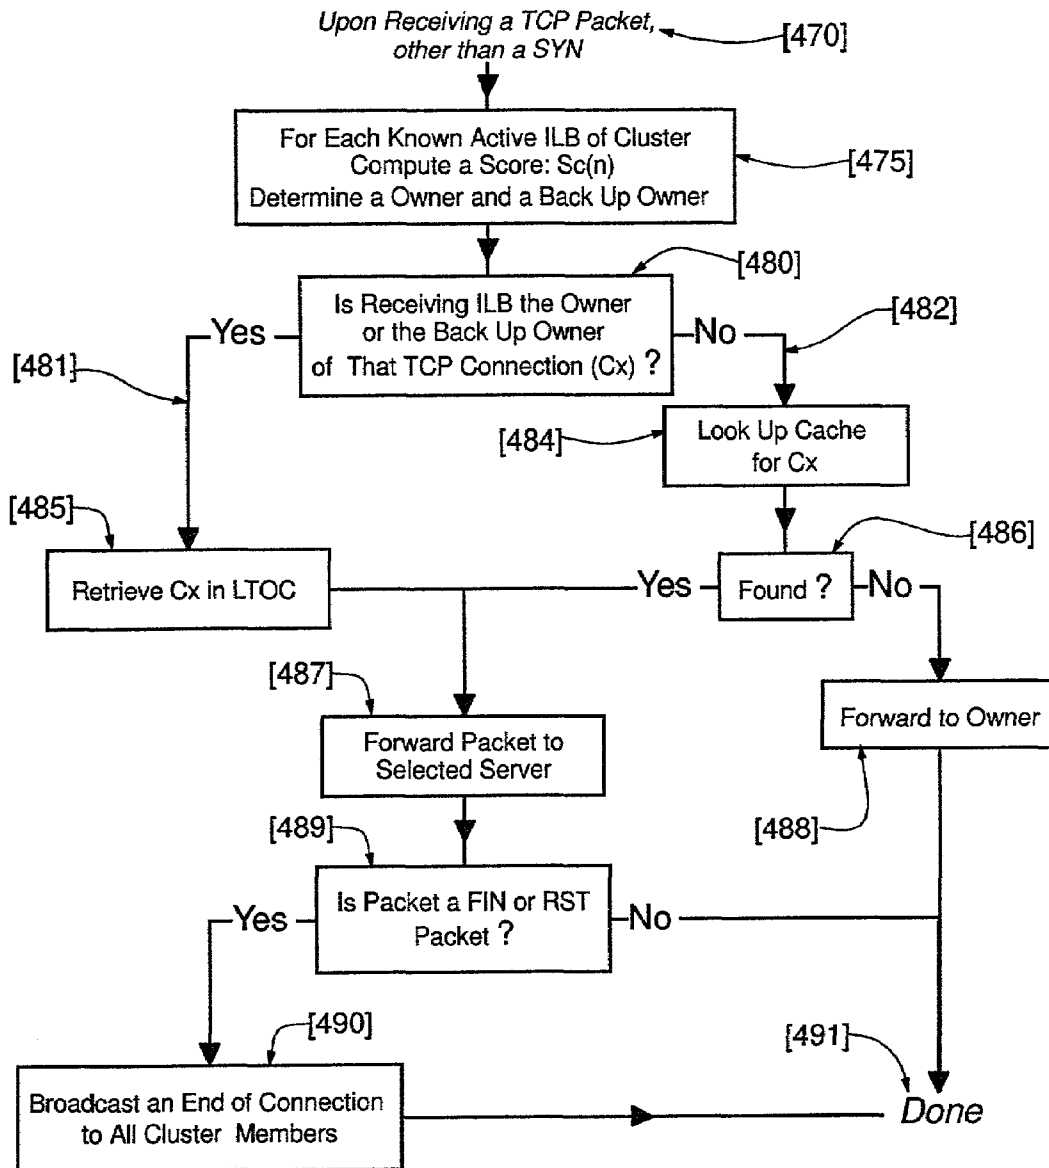 Upon Receiving a TCP Packet,
other than a SYN
[470]
For Each Known Active ILB of Cluster
Compute a Score: Sc(n)
Determine a Owner and a Back Up Owner
[475]
[480]
Is Receiving ILB the Owner
or the Back Up Owner
of That TCP Connection (Cx) ?
Yes
No
[481]
[482]
[484]
Look Up Cache
for Cx
[485]
[486]
Retrieve Cx in LTOC
Yes
Found ?
No
[487]
Forward Packet to
Selected Server
Forward to Owner
[488]
[489]
Is Packet a FIN or RST
Packet ?
Yes
No
[490]
[491]
Broadcast an End of Connection
to All Cluster Members
Done